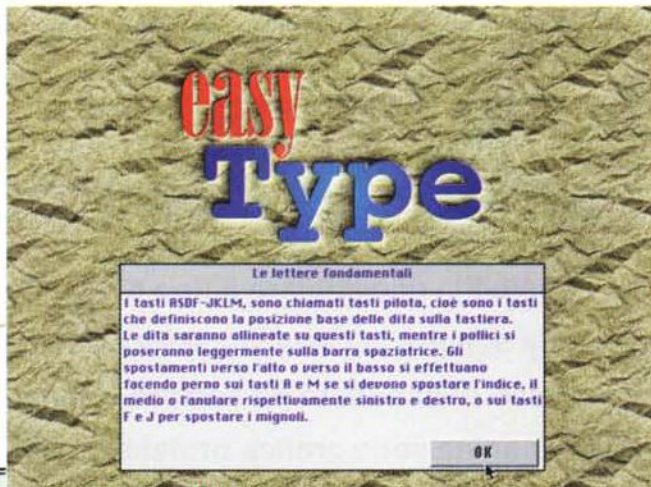 easy
Type
Le lettere fondamentali
I tasti ASDF-JKLM, sono chiamati tasti pilota, cioè sono i tasti
che definiscono la posizione base delle dita sulla tastiera.
Le dita saranno allineate su questi tasti, mentre i pollici si
poseranno leggermente sulla barra spaziatrice. Gli
spostamenti verso l'alto o verso il basso si effettuano
facendo perno sui tasti A e M se si devono spostare l'indice, il
medio o l'anulare rispettivamente sinistro e destro, o sui tasti
F e J per spostare i mignoli.
OK